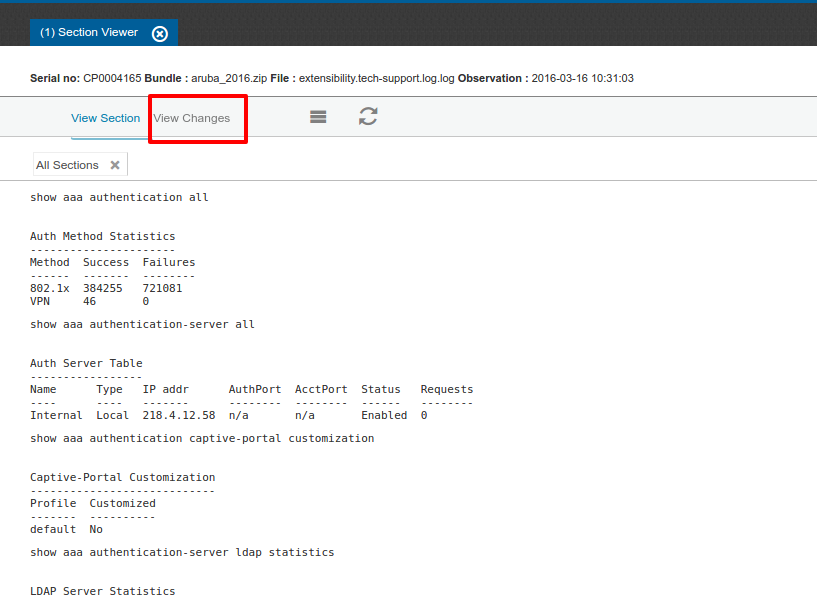 (1) Section Viewer
Serial no: CP0004165 Bundle : aruba_2016.zip File : extensibility.tech-support.log.log Observation : 2016-03-16 10:31:03
View Section View Changes
All Sections
show aaa authentication all
Auth Method Statistics
----------------------
Method  Success  Failures
------  -------  --------
802.1x  384255   721081
VPN     46       0
show aaa authentication-server all
Auth Server Table
-----------------
Name      Type   IP addr      AuthPort  AcctPort  Status   Requests
----      ----   -------      --------  --------  ------   --------
Internal  Local  218.4.12.58  n/a       n/a       Enabled  0
show aaa authentication captive-portal customization
Captive-Portal Customization
----------------------------
Profile  Customized
-------  ----------
default  No
show aaa authentication-server ldap statistics
LDAP Server Statistics